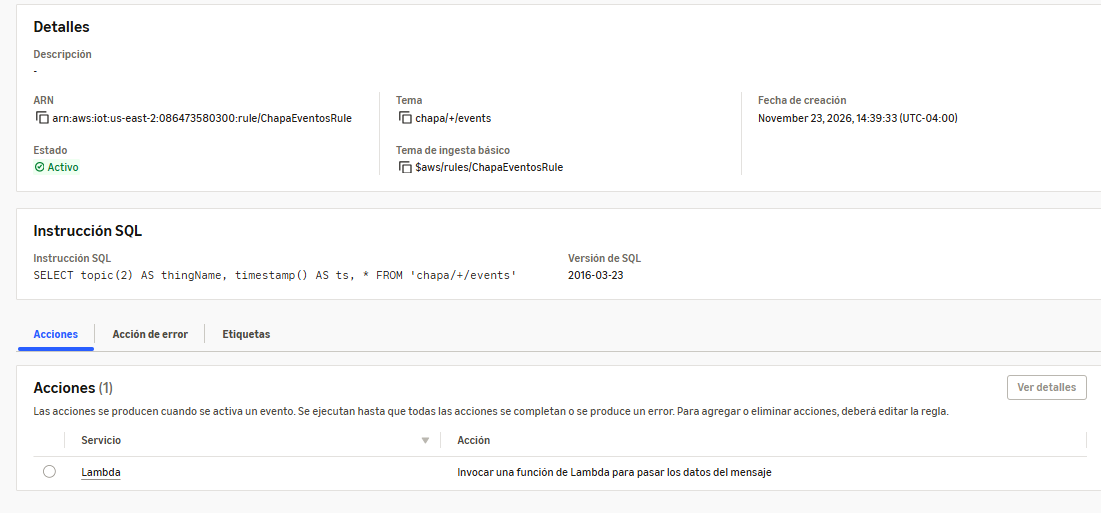 Detalles
Descripción
-
ARN
arn:aws:iot:us-east-2:086473580300:rule/ChapaEventosRule
Tema
chapa/+/events
Fecha de creación
November 23, 2026, 14:39:33 (UTC-04:00)
Estado
Activo
Tema de ingesta básico
$aws/rules/ChapaEventosRule
Instrucción SQL
Instrucción SQL
SELECT topic(2) AS thingName, timestamp() AS ts, * FROM 'chapa/+/events'
Versión de SQL
2016-03-23
Acciones
Acción de error
Etiquetas
Acciones (1)
Ver detalles
Las acciones se producen cuando se activa un evento. Se ejecutan hasta que todas las acciones se completan o se produce un error. Para agregar o eliminar acciones, deberá editar la regla.
Servicio
Acción
Lambda
Invocar una función de Lambda para pasar los datos del mensaje